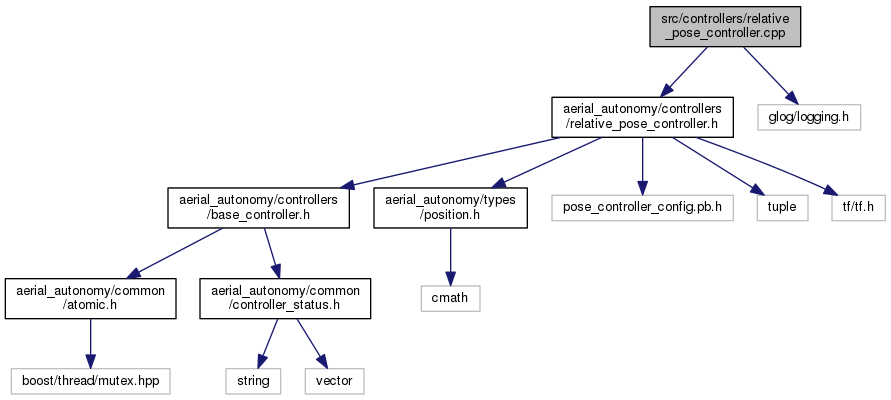 src/controllers/relative
_pose_controller.cpp
aerial_autonomy/controllers
/relative_pose_controller.h
glog/logging.h
aerial_autonomy/controllers
/base_controller.h
aerial_autonomy/types
/position.h
pose_controller_config.pb.h
tuple
tf/tf.h
aerial_autonomy/common
/atomic.h
aerial_autonomy/common
/controller_status.h
cmath
boost/thread/mutex.hpp
string
vector